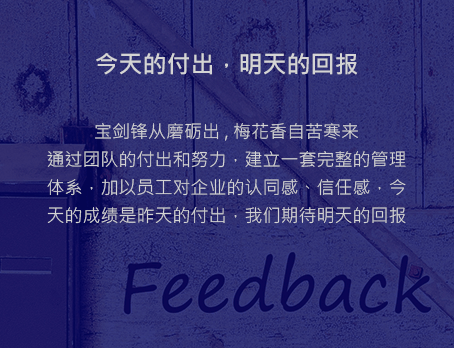 今天的付出，明天的回报
宝剑锋从磨砺出，梅花香自苦寒来
通过团队的付出和努力，建立一套完整的管理
体系，加以员工对企业的认同感、信任感，今
天的成绩是昨天的付出，我们期待明天的回报
Feedback